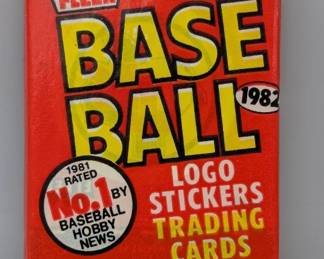 FLEER
BASE
BALL
1982
1981
RATED
No.1 BY
BASEBALL
HOBBY
NEWS
LOGO
STICKERS
TRADING
CARDS